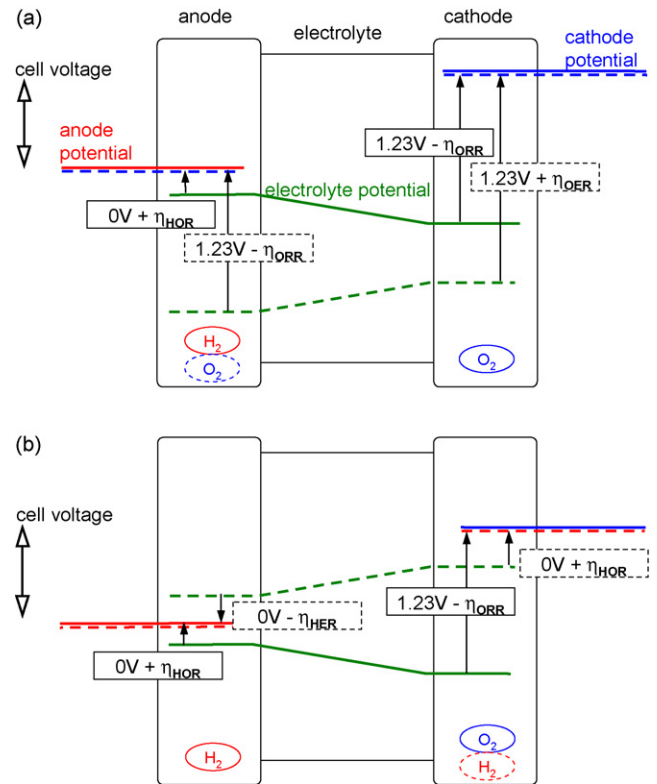 (a)
anode
electrolyte
cathode
cell voltage
cathode
potential
anode
potential
1.23V - ηORR
1.23V + ηOER
electrolyte potential
0V + ηHOR
1.23V - ηORR
H2
O2
O2
(b)
cell voltage
0V + ηHOR
0V - ηHER
1.23V - ηORR
0V + ηHOR
H2
O2
H2